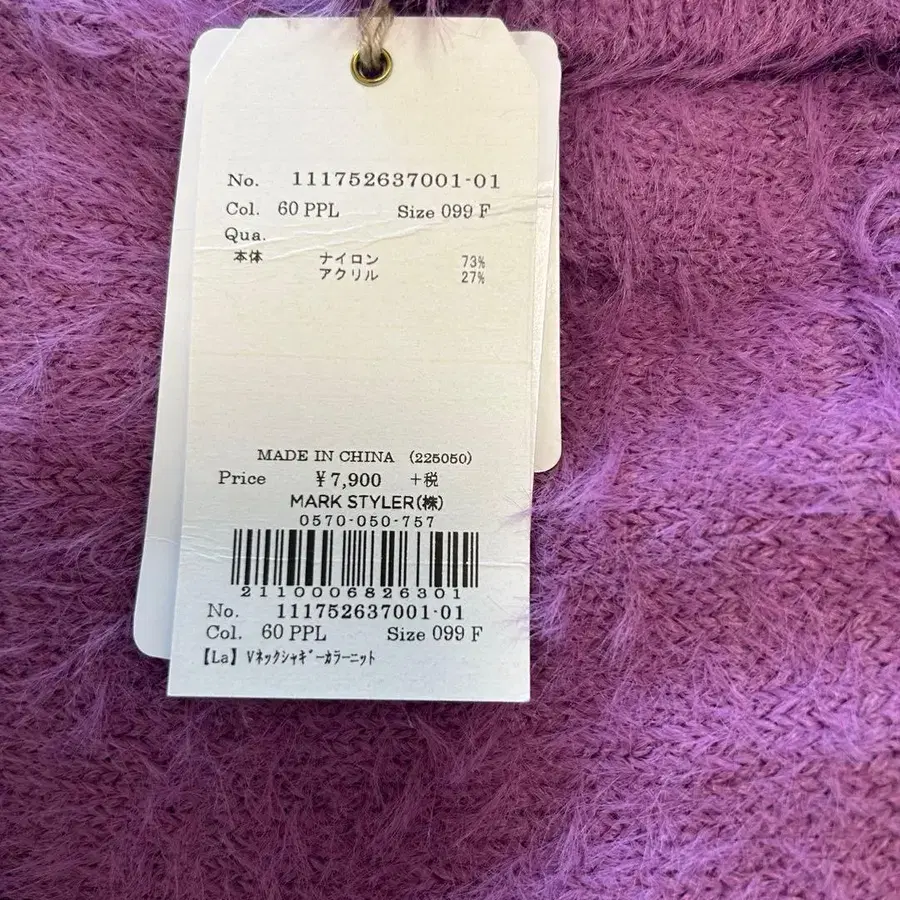 No. 111752637001-01
Col. 60 PPL Size 099 F
Qua.
本体 ナイロン 73%
アクリル 27%
MADE IN CHINA (225050)
Price ¥7,900 +税
MARK STYLER(株)
0570-050-757
2110006826301
No. 111752637001-01
Col. 60 PPL Size 099 F
【La】Vネックシャギーカラーニット